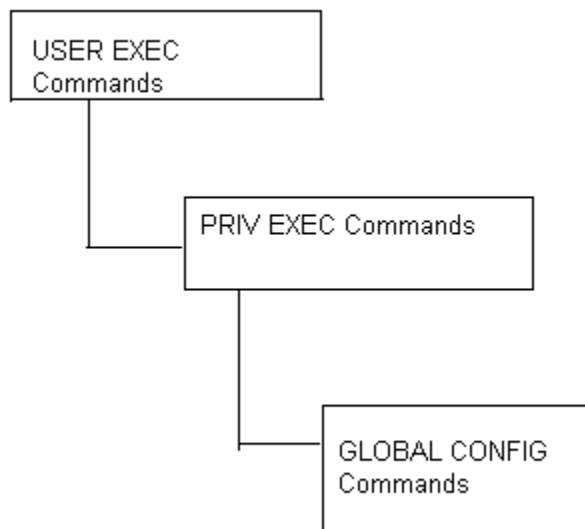 USER EXEC
Commands
PRIV EXEC Commands
GLOBAL CONFIG
Commands